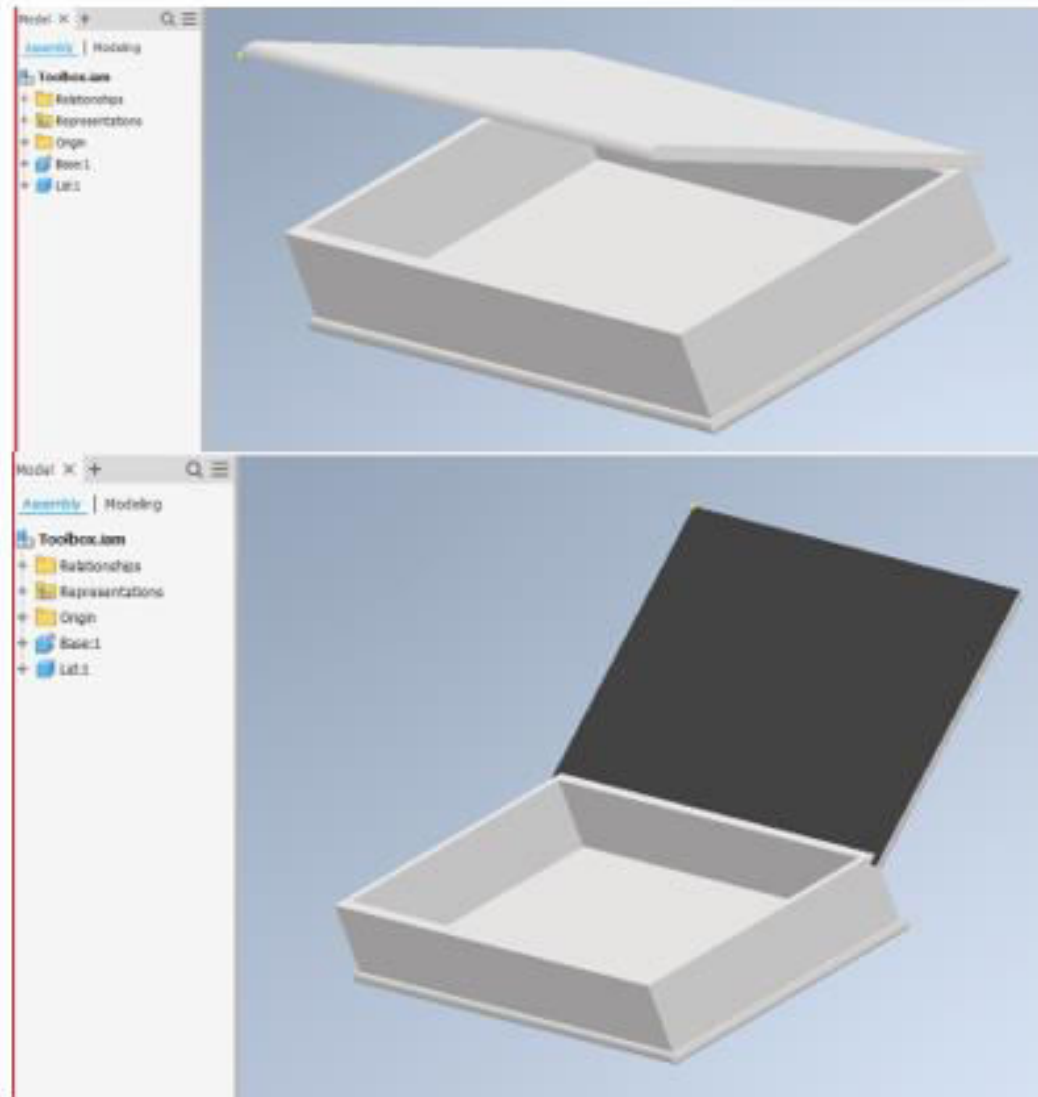 Model × +
Assembly | Modeling
Toolbox.iam
Relationships
Representations
Origin
Base:1
Lid:1
Model × +
Assembly | Modeling
Toolbox.iam
Relationships
Representations
Origin
Base:1
Lid:1